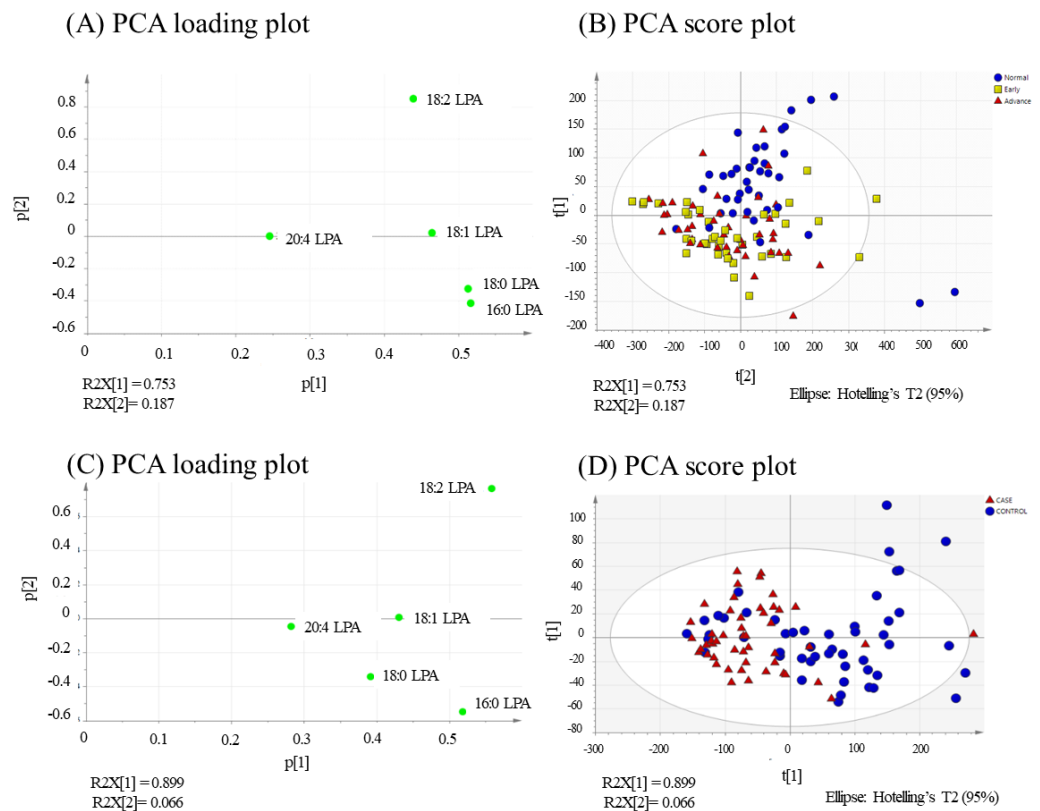 (A) PCA loading plot
0.8
0.6
0.4
0.2
0
-0.2
-0.4
-0.6
p[2]
18:2 LPA
20:4 LPA
18:1 LPA
18:0 LPA
16:0 LPA
0 0.1 0.2 0.3 0.4 0.5
p[1]
R2X[1] = 0.753
R2X[2]= 0.187
(B) PCA score plot
Normal
Early
Advance
200
150
100
50
0
-50
-100
-150
-200
t[1]
-400 -300 -200 -100 0 100 200 300 400 500 600
t[2]
R2X[1] = 0.753
R2X[2]= 0.187
Ellipse: Hotelling's T2 (95%)
(C) PCA loading plot
0.6
0.4
0.2
0
-0.2
-0.4
-0.6
p[2]
18:2 LPA
20:4 LPA
18:1 LPA
18:0 LPA
16:0 LPA
0 0.1 0.2 0.3 0.4 0.5
p[1]
R2X[1] = 0.899
R2X[2]= 0.066
(D) PCA score plot
CASE
CONTROL
100
80
60
40
20
0
-20
-40
-60
-80
t[1]
-300 -200 -100 0 100 200
t[1]
R2X[1] = 0.899
R2X[2]= 0.066
Ellipse: Hotelling's T2 (95%)